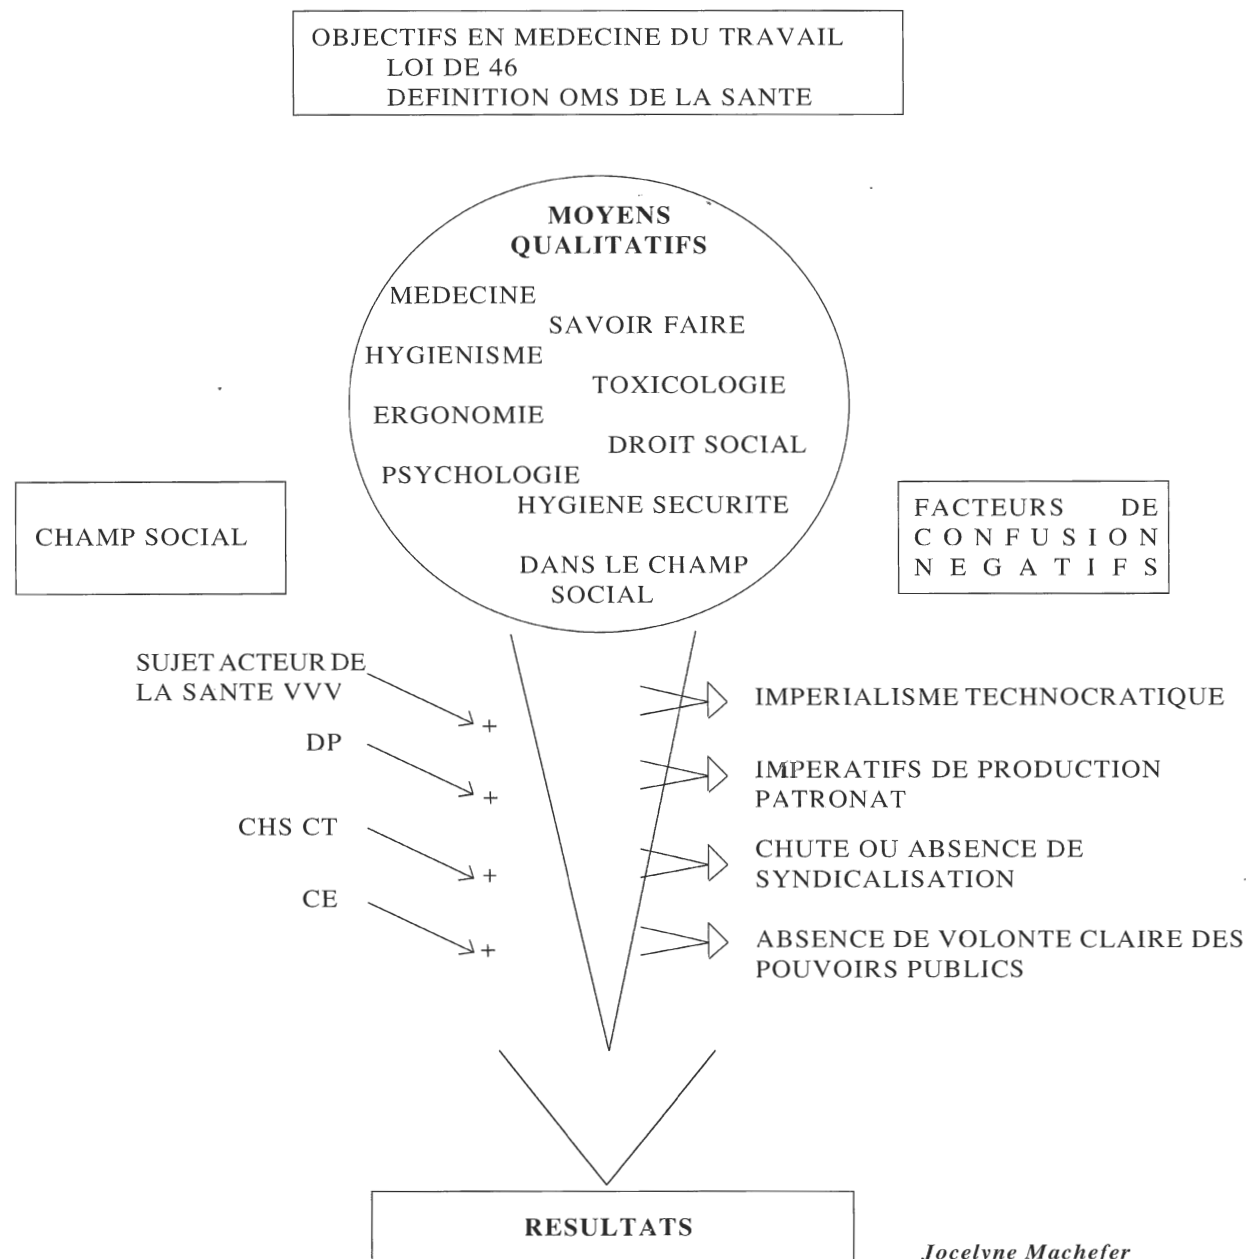 OBJECTIFS EN MEDECINE DU TRAVAIL
LOI DE 46
DEFINITION OMS DE LA SANTE
MOYENS
QUALITATIFS
MEDECINE
SAVOIR FAIRE
HYGIENISME
TOXICOLOGIE
ERGONOMIE
DROIT SOCIAL
PSYCHOLOGIE
HYGIENE SECURITE
DANS LE CHAMP
SOCIAL
CHAMP SOCIAL
FACTEURS DE
CONFUSION
NEGATIFS
SUJET ACTEUR DE
LA SANTE VVV
+
DP
+
CHS CT
+
CE
+
IMPERIALISME TECHNOCRATIQUE
IMPERATIFS DE PRODUCTION
PATRONAT
CHUTE OU ABSENCE DE
SYNDICALISATION
ABSENCE DE VOLONTE CLAIRE DES
POUVOIRS PUBLICS
RESULTATS
Jocelyne Machefer